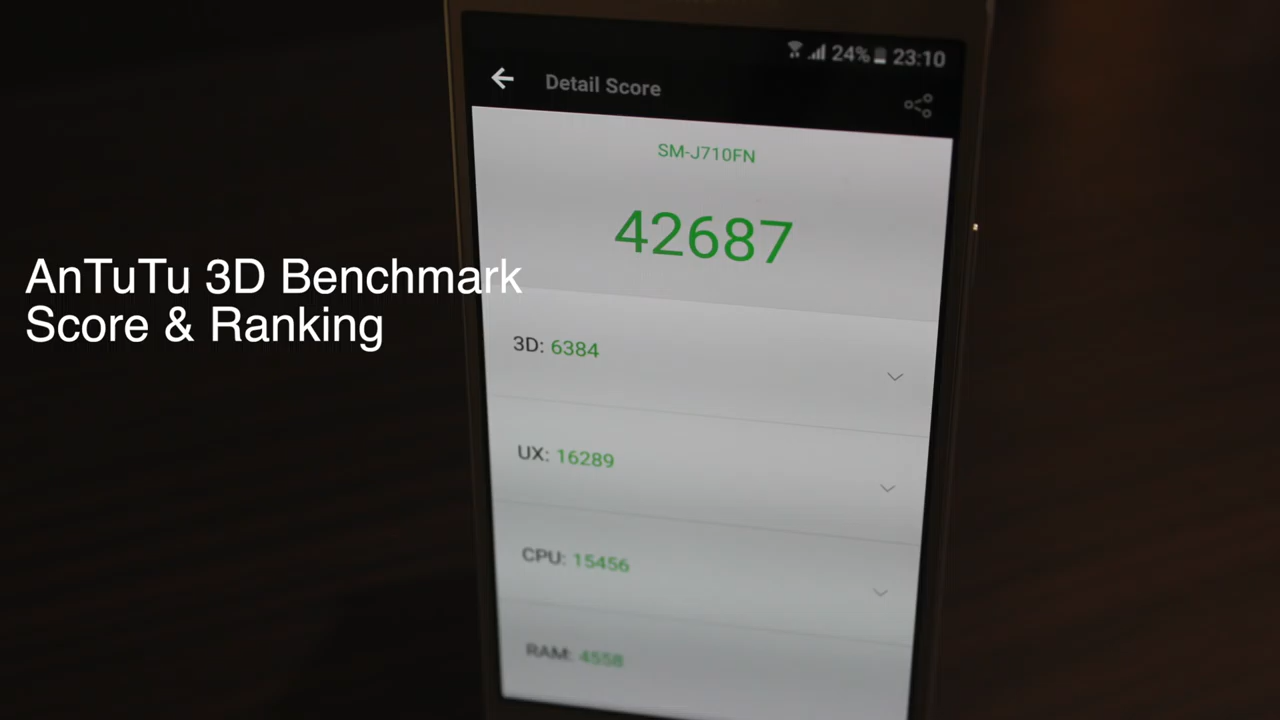 24% 23:10
Detail Score
SM-J710FN
42687
AnTuTu 3D Benchmark
Score & Ranking
3D: 6384
UX: 16289
CPU: 15456
RAM: 4558